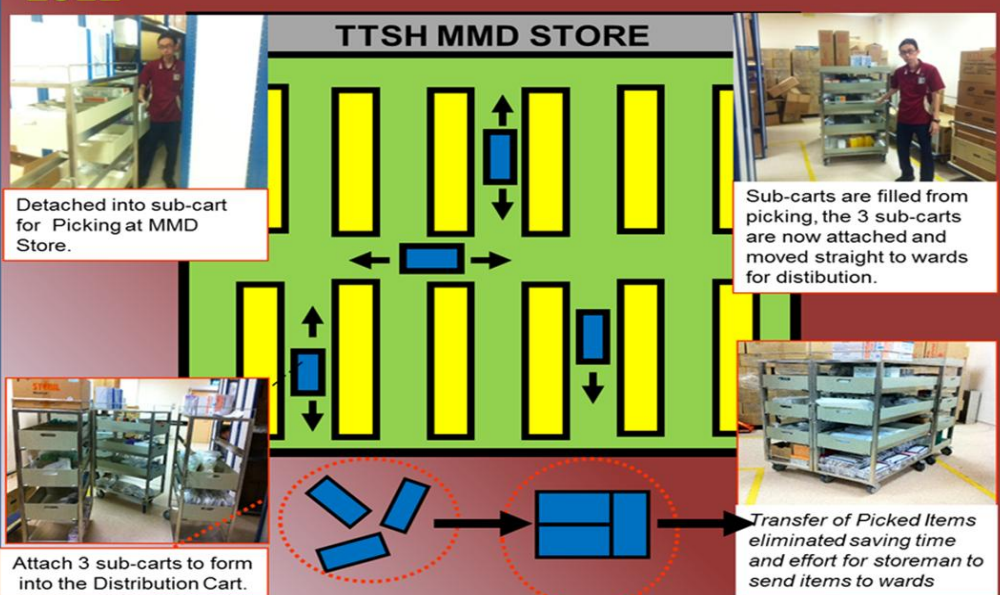 TTSH MMD STORE
Detached into sub-cart
for Picking at MMD
Store.
Sub-carts are filled from
picking, the 3 sub-carts
are now attached and
moved straight to wards
for distibution.
Attach 3 sub-carts to form
into the Distribution Cart.
Transfer of Picked Items
eliminated saving time
and effort for storeman to
send items to wards